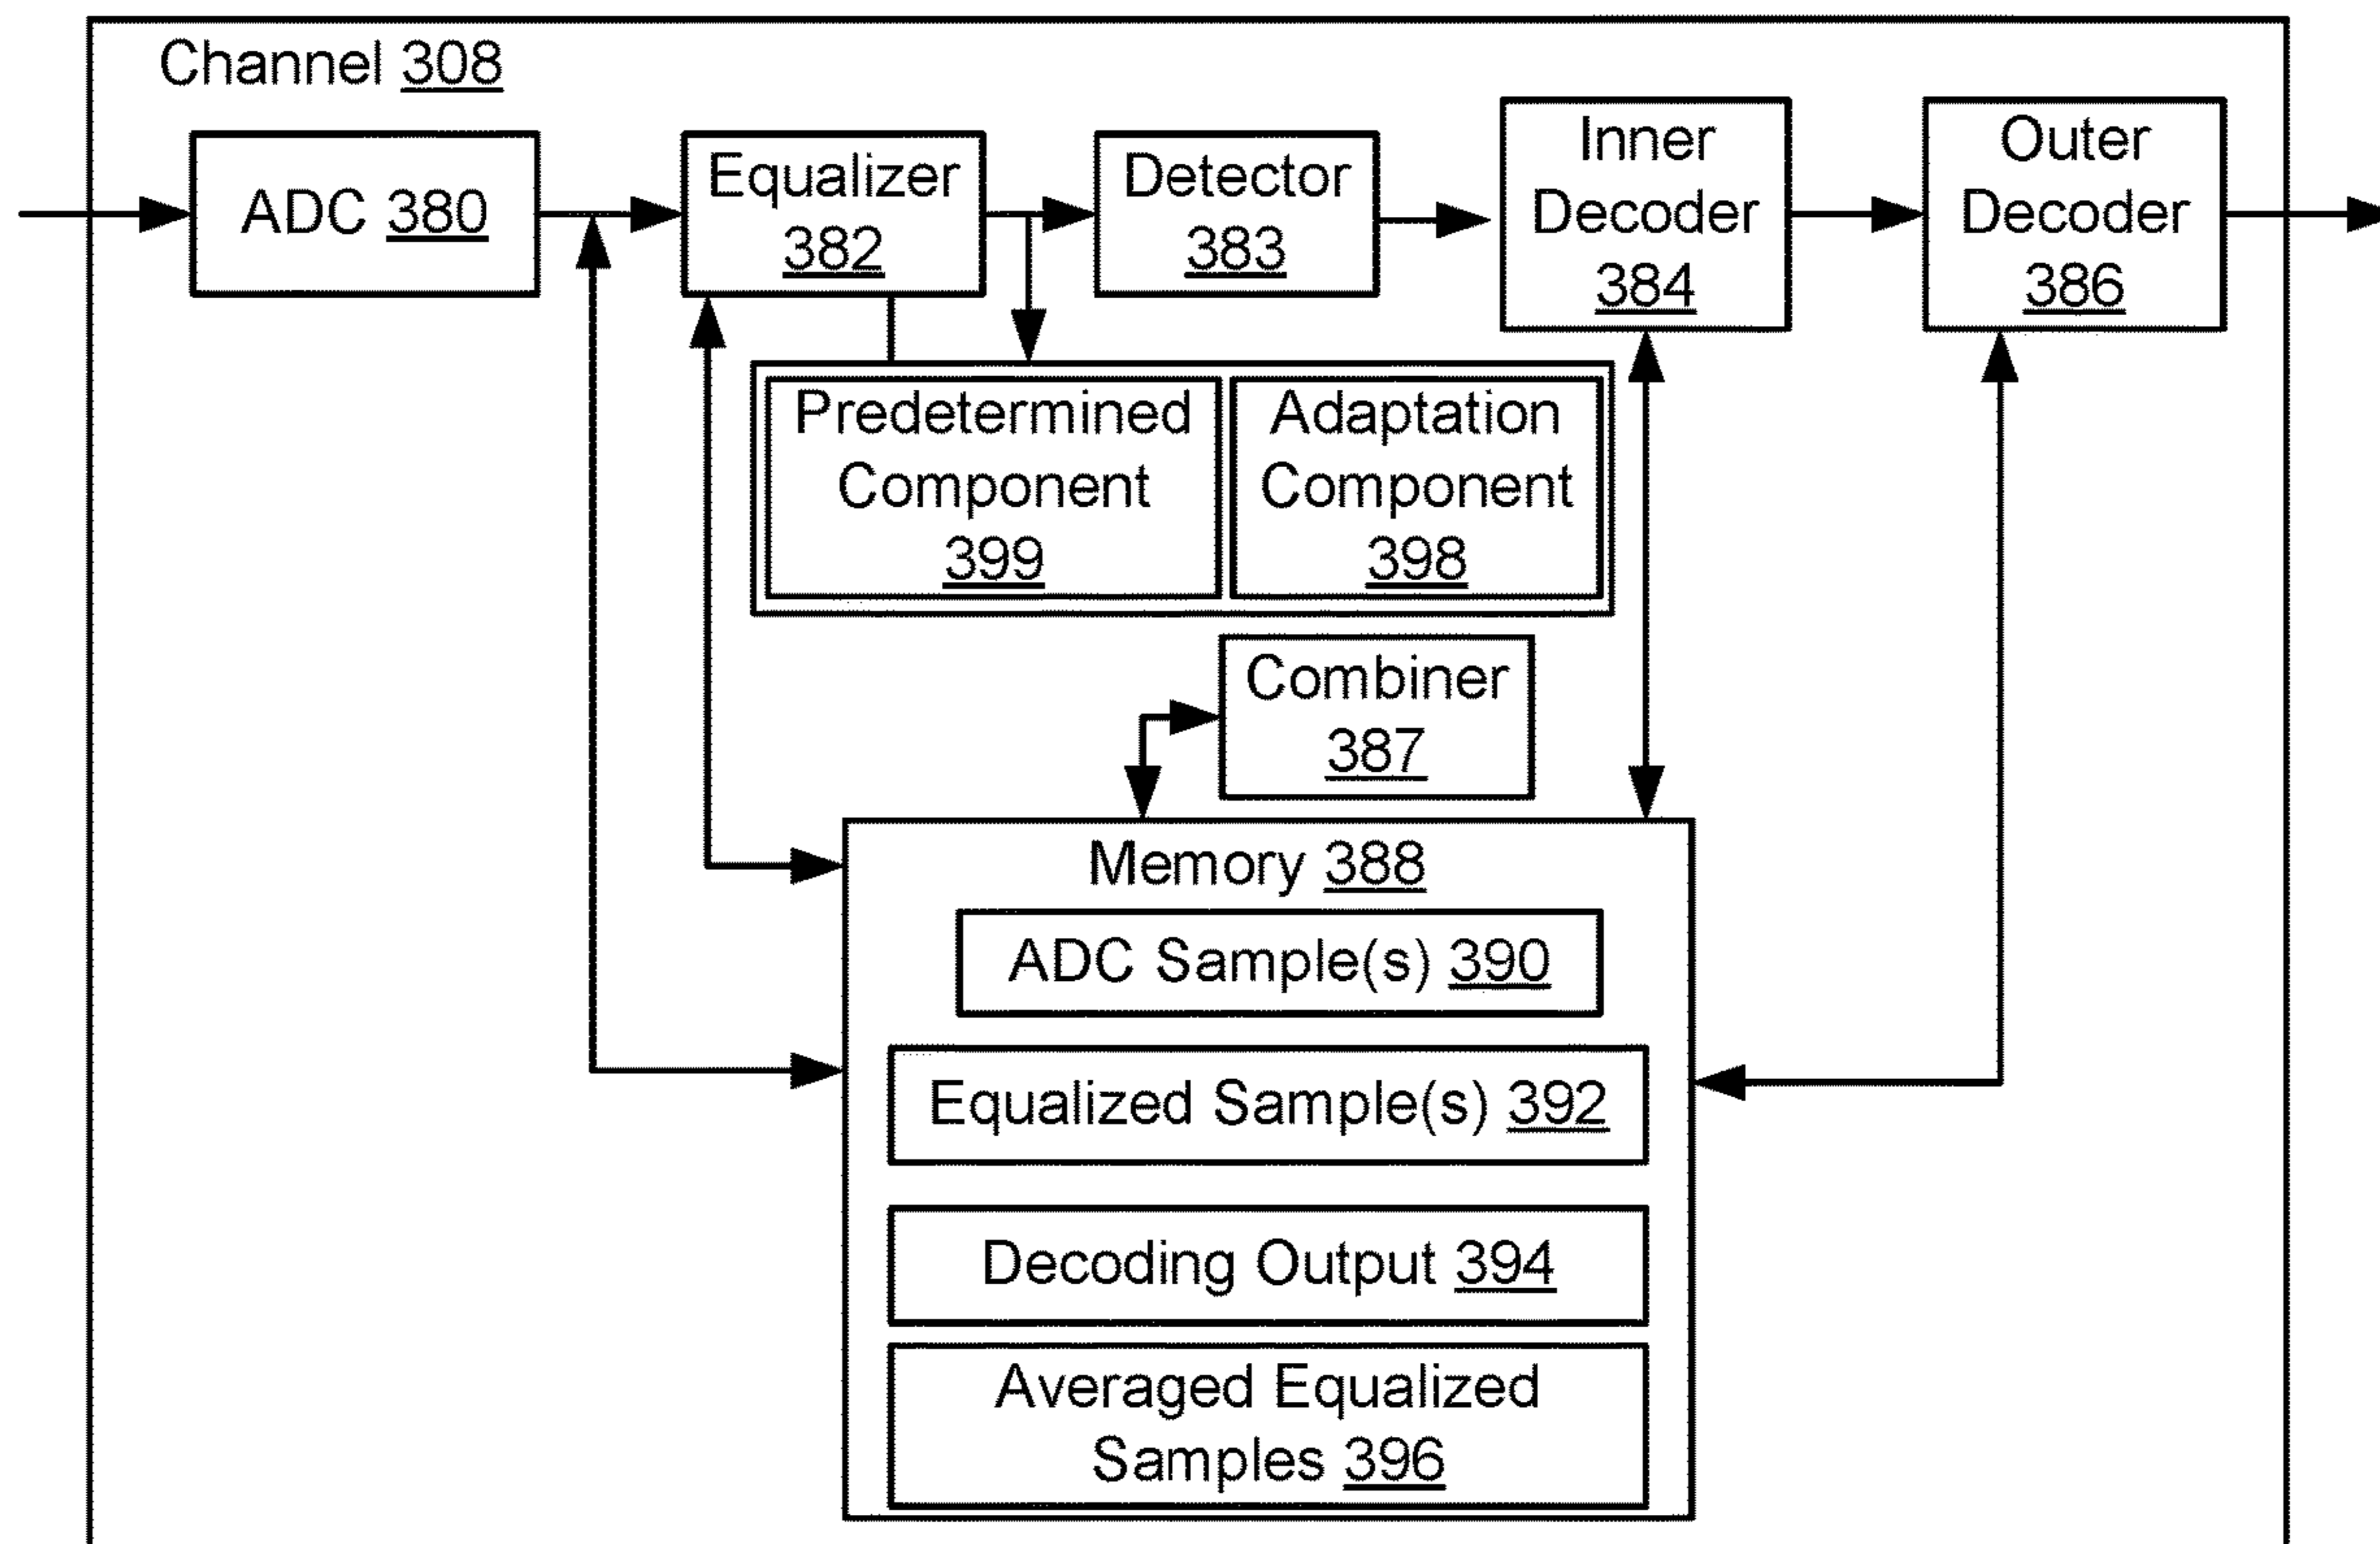 Channel 308
ADC 380
Equalizer
382
Detector
383
Inner
Decoder
384
Outer
Decoder
386
Predetermined
Component
399
Adaptation
Component
398
Combiner
387
Memory 388
ADC Sample(s) 390
Equalized Sample(s) 392
Decoding Output 394
Averaged Equalized
Samples 396